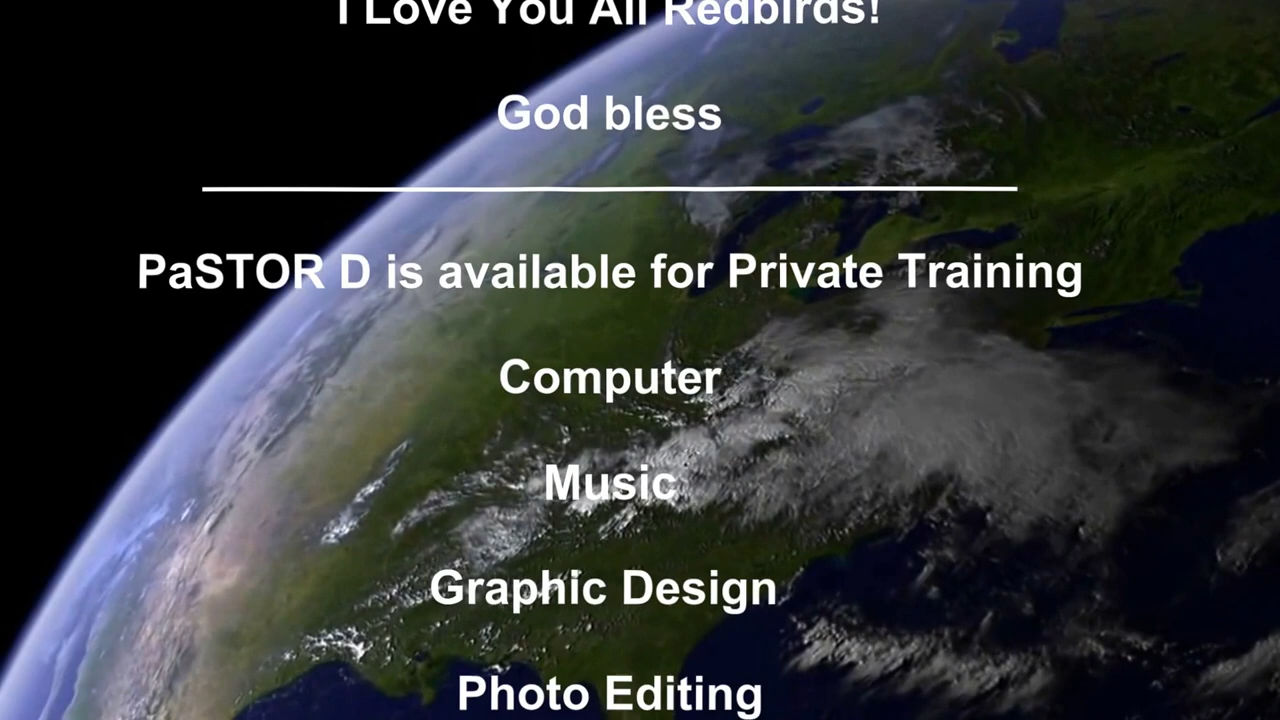 I Love You All Redbirds!
God bless
PaSTOR D is available for Private Training
Computer
Music
Graphic Design
Photo Editing